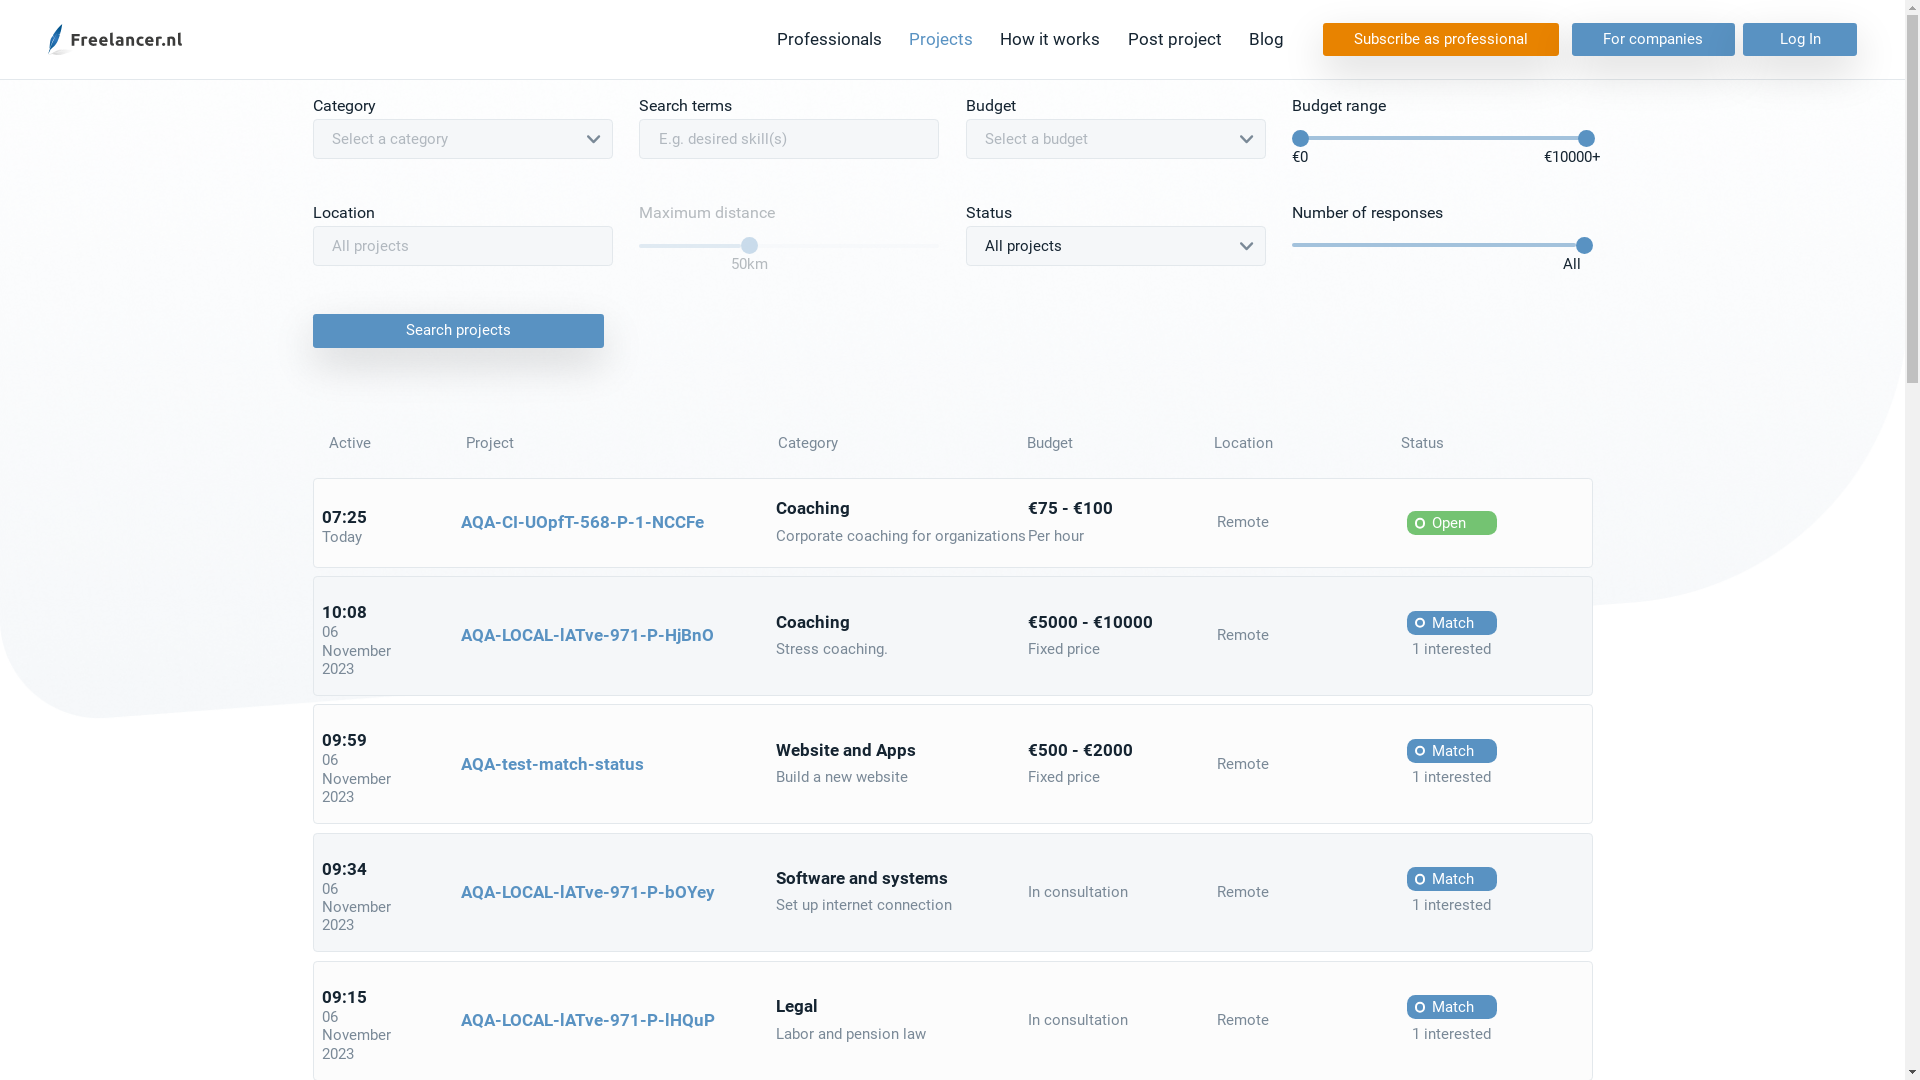 Freelancer.nl
Professionals Projects How it works Post project Blog Subscribe as professional For companies Log In
Category Search terms Budget Budget range
Select a category E.g. desired skill(s) Select a budget
€0 €10000+
Location Maximum distance Status Number of responses
All projects All projects
50km All
Search projects
Active Project Category Budget Location Status
07:25
Today
AQA-CI-UOpfT-568-P-1-NCCFe
Coaching
Corporate coaching for organizations
€75 - €100
Per hour
Remote
Open
10:08
06
November
2023
AQA-LOCAL-lATve-971-P-HjBnO
Coaching
Stress coaching.
€5000 - €10000
Fixed price
Remote
Match
1 interested
09:59
06
November
2023
AQA-test-match-status
Website and Apps
Build a new website
€500 - €2000
Fixed price
Remote
Match
1 interested
09:34
06
November
2023
AQA-LOCAL-lATve-971-P-bOYey
Software and systems
Set up internet connection
In consultation
Remote
Match
1 interested
09:15
06
November
2023
AQA-LOCAL-lATve-971-P-lHQuP
Legal
Labor and pension law
In consultation
Remote
Match
1 interested